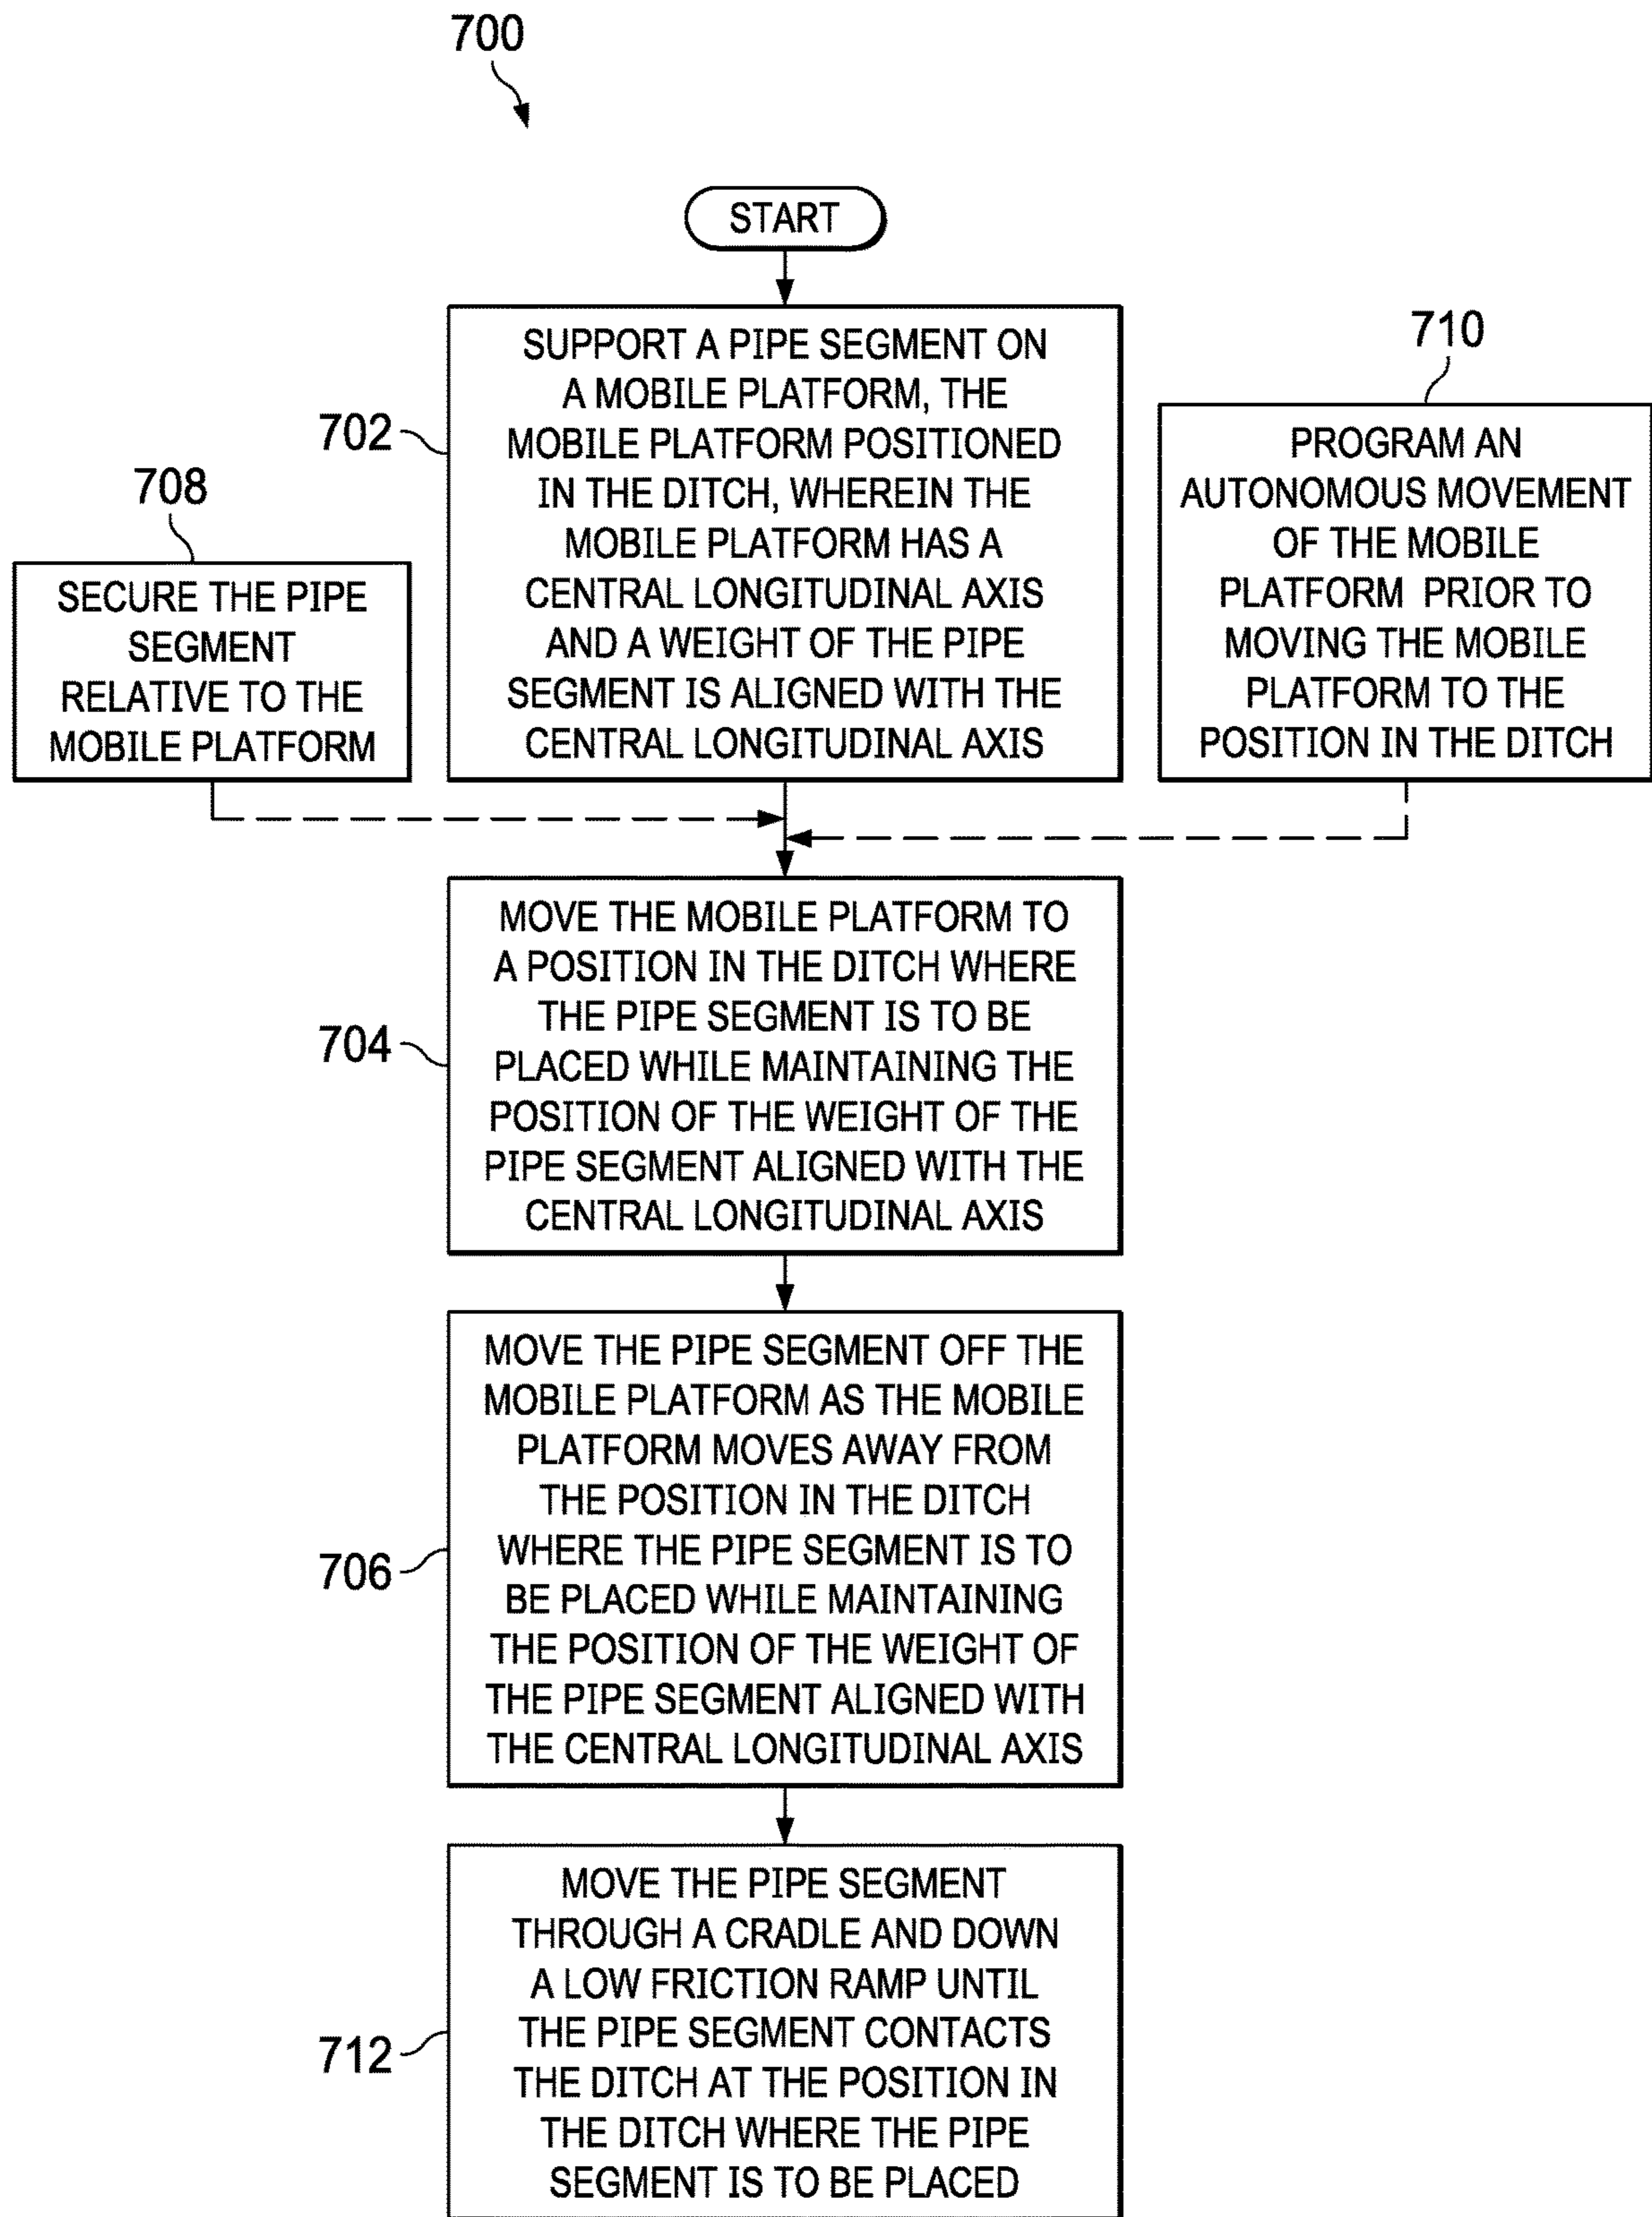 700
START
702
SUPPORT A PIPE SEGMENT ON
A MOBILE PLATFORM, THE
MOBILE PLATFORM POSITIONED
IN THE DITCH, WHEREIN THE
MOBILE PLATFORM HAS A
CENTRAL LONGITUDINAL AXIS
AND A WEIGHT OF THE PIPE
SEGMENT IS ALIGNED WITH THE
CENTRAL LONGITUDINAL AXIS
708
SECURE THE PIPE
SEGMENT
RELATIVE TO THE
MOBILE PLATFORM
710
PROGRAM AN
AUTONOMOUS MOVEMENT
OF THE MOBILE
PLATFORM PRIOR TO
MOVING THE MOBILE
PLATFORM TO THE
POSITION IN THE DITCH
704
MOVE THE MOBILE PLATFORM TO
A POSITION IN THE DITCH WHERE
THE PIPE SEGMENT IS TO BE
PLACED WHILE MAINTAINING THE
POSITION OF THE WEIGHT OF THE
PIPE SEGMENT ALIGNED WITH THE
CENTRAL LONGITUDINAL AXIS
706
MOVE THE PIPE SEGMENT OFF THE
MOBILE PLATFORM AS THE MOBILE
PLATFORM MOVES AWAY FROM
THE POSITION IN THE DITCH
WHERE THE PIPE SEGMENT IS TO
BE PLACED WHILE MAINTAINING
THE POSITION OF THE WEIGHT OF
THE PIPE SEGMENT ALIGNED WITH
THE CENTRAL LONGITUDINAL AXIS
712
MOVE THE PIPE SEGMENT
THROUGH A CRADLE AND DOWN
A LOW FRICTION RAMP UNTIL
THE PIPE SEGMENT CONTACTS
THE DITCH AT THE POSITION IN
THE DITCH WHERE THE PIPE
SEGMENT IS TO BE PLACED